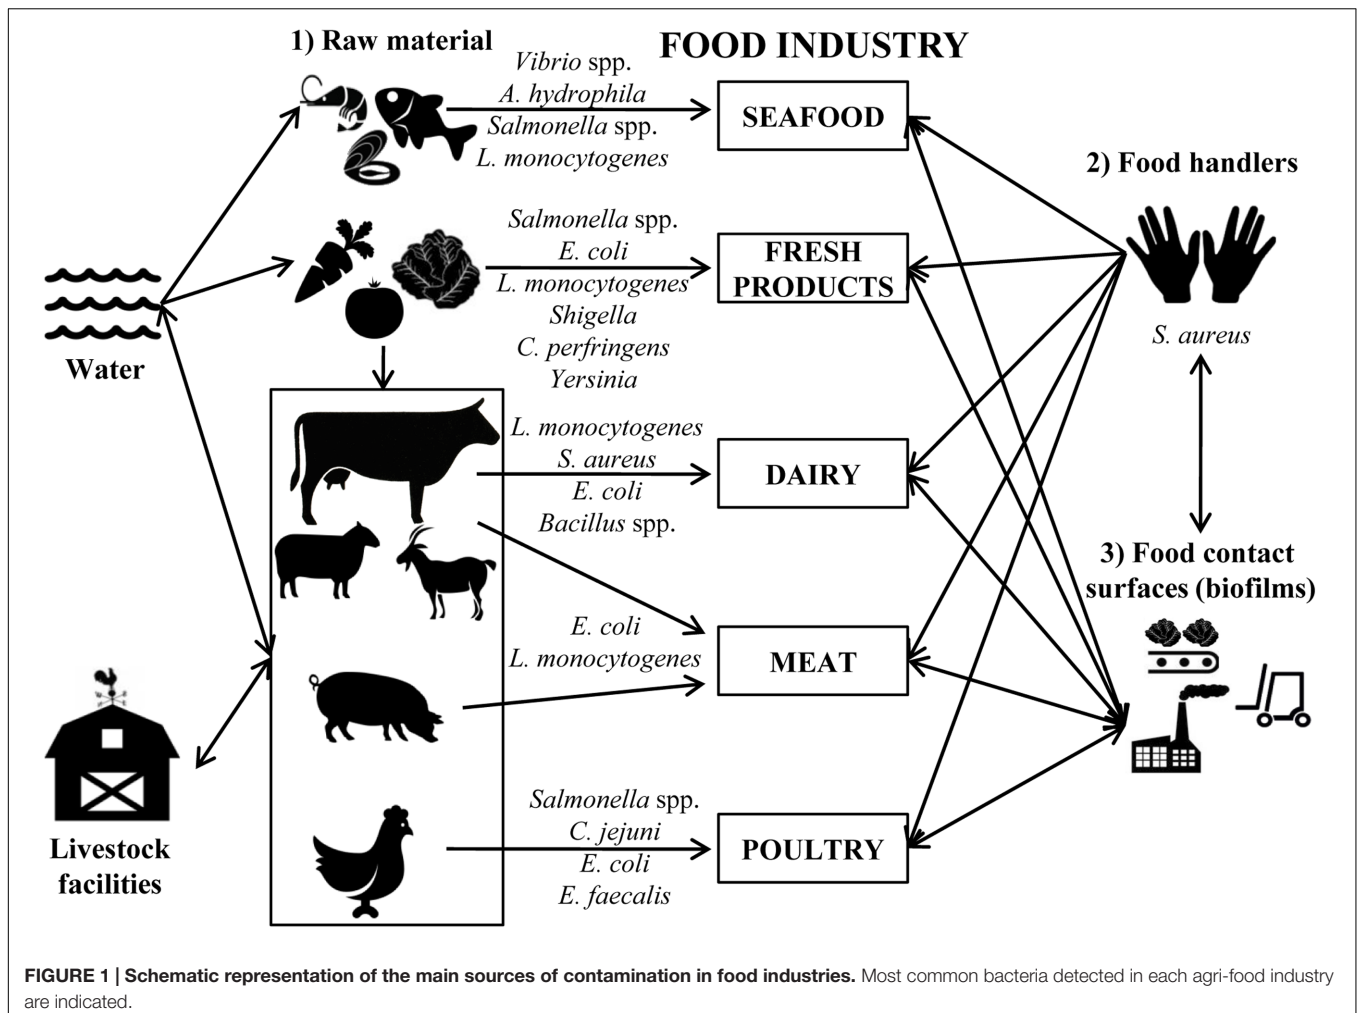 1) Raw material
FOOD INDUSTRY
Vibrio spp.
A. hydrophila
Salmonella spp.
L. monocytogenes
SEAFOOD
2) Food handlers
Salmonella spp.
E. coli
L. monocytogenes
Shigella
C. perfringens
Yersinia
FRESH
PRODUCTS
S. aureus
Water
L. monocytogenes
S. aureus
E. coli
Bacillus spp.
DAIRY
3) Food contact
surfaces (biofilms)
E. coli
L. monocytogenes
MEAT
Livestock
facilities
Salmonella spp.
C. jejuni
E. coli
E. faecalis
POULTRY
FIGURE 1 | Schematic representation of the main sources of contamination in food industries. Most common bacteria detected in each agri-food industry
are indicated.